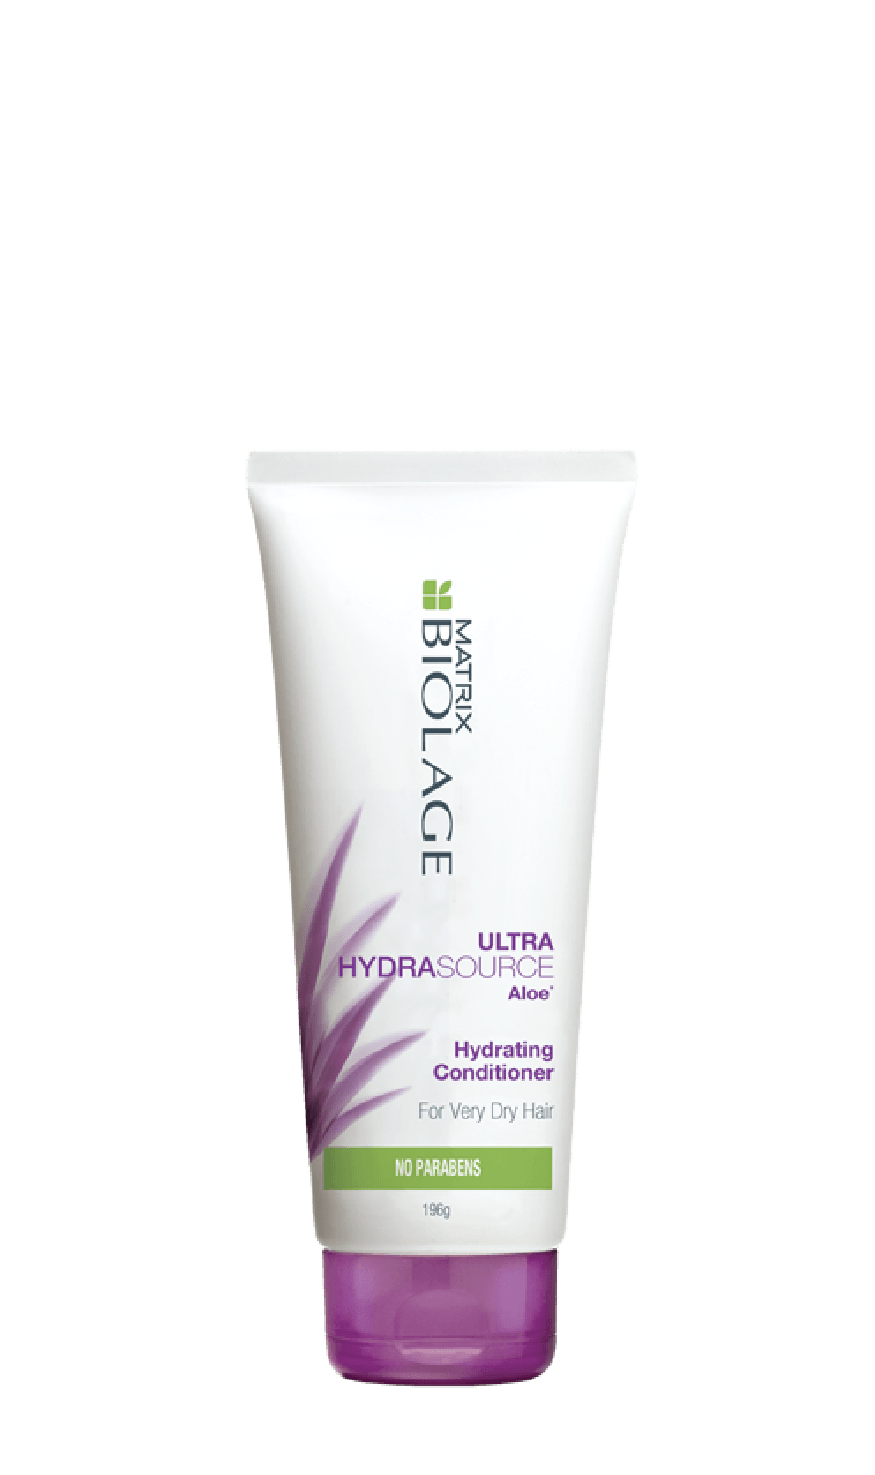 MATRIX
BIOLAGE
ULTRA
HYDRASOURCE
Aloe*
Hydrating
Conditioner
For Very Dry Hair
NO PARABENS
196g